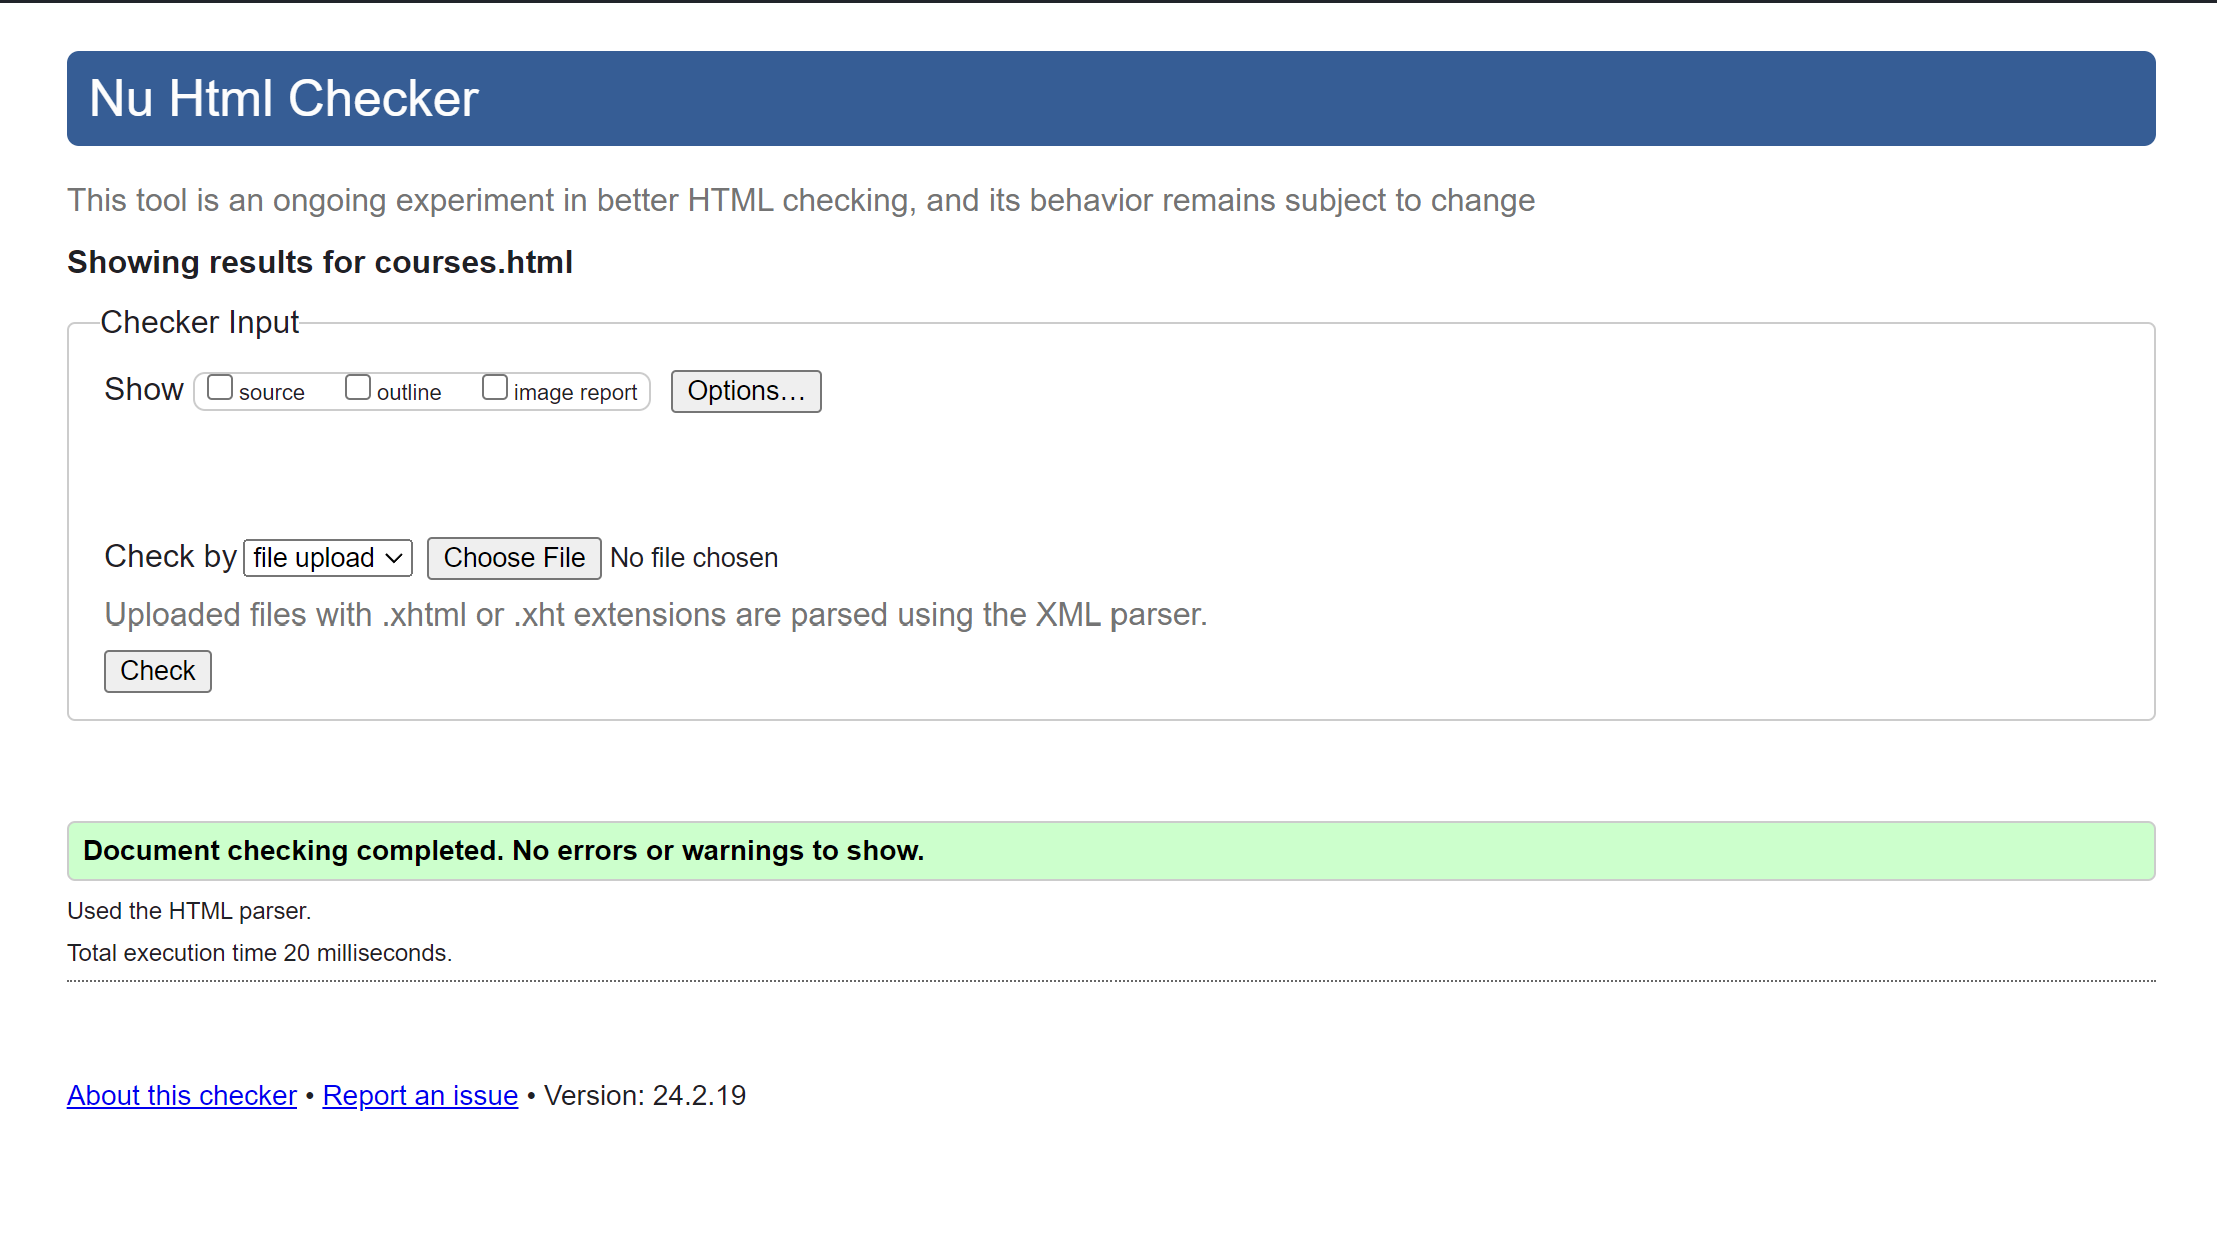 Nu Html Checker
This tool is an ongoing experiment in better HTML checking, and its behavior remains subject to change
Showing results for courses.html
Checker Input
Show source outline image report Options…
Check by file upload Choose File No file chosen
Uploaded files with .xhtml or .xht extensions are parsed using the XML parser.
Check
Document checking completed. No errors or warnings to show.
Used the HTML parser.
Total execution time 20 milliseconds.
About this checker • Report an issue • Version: 24.2.19